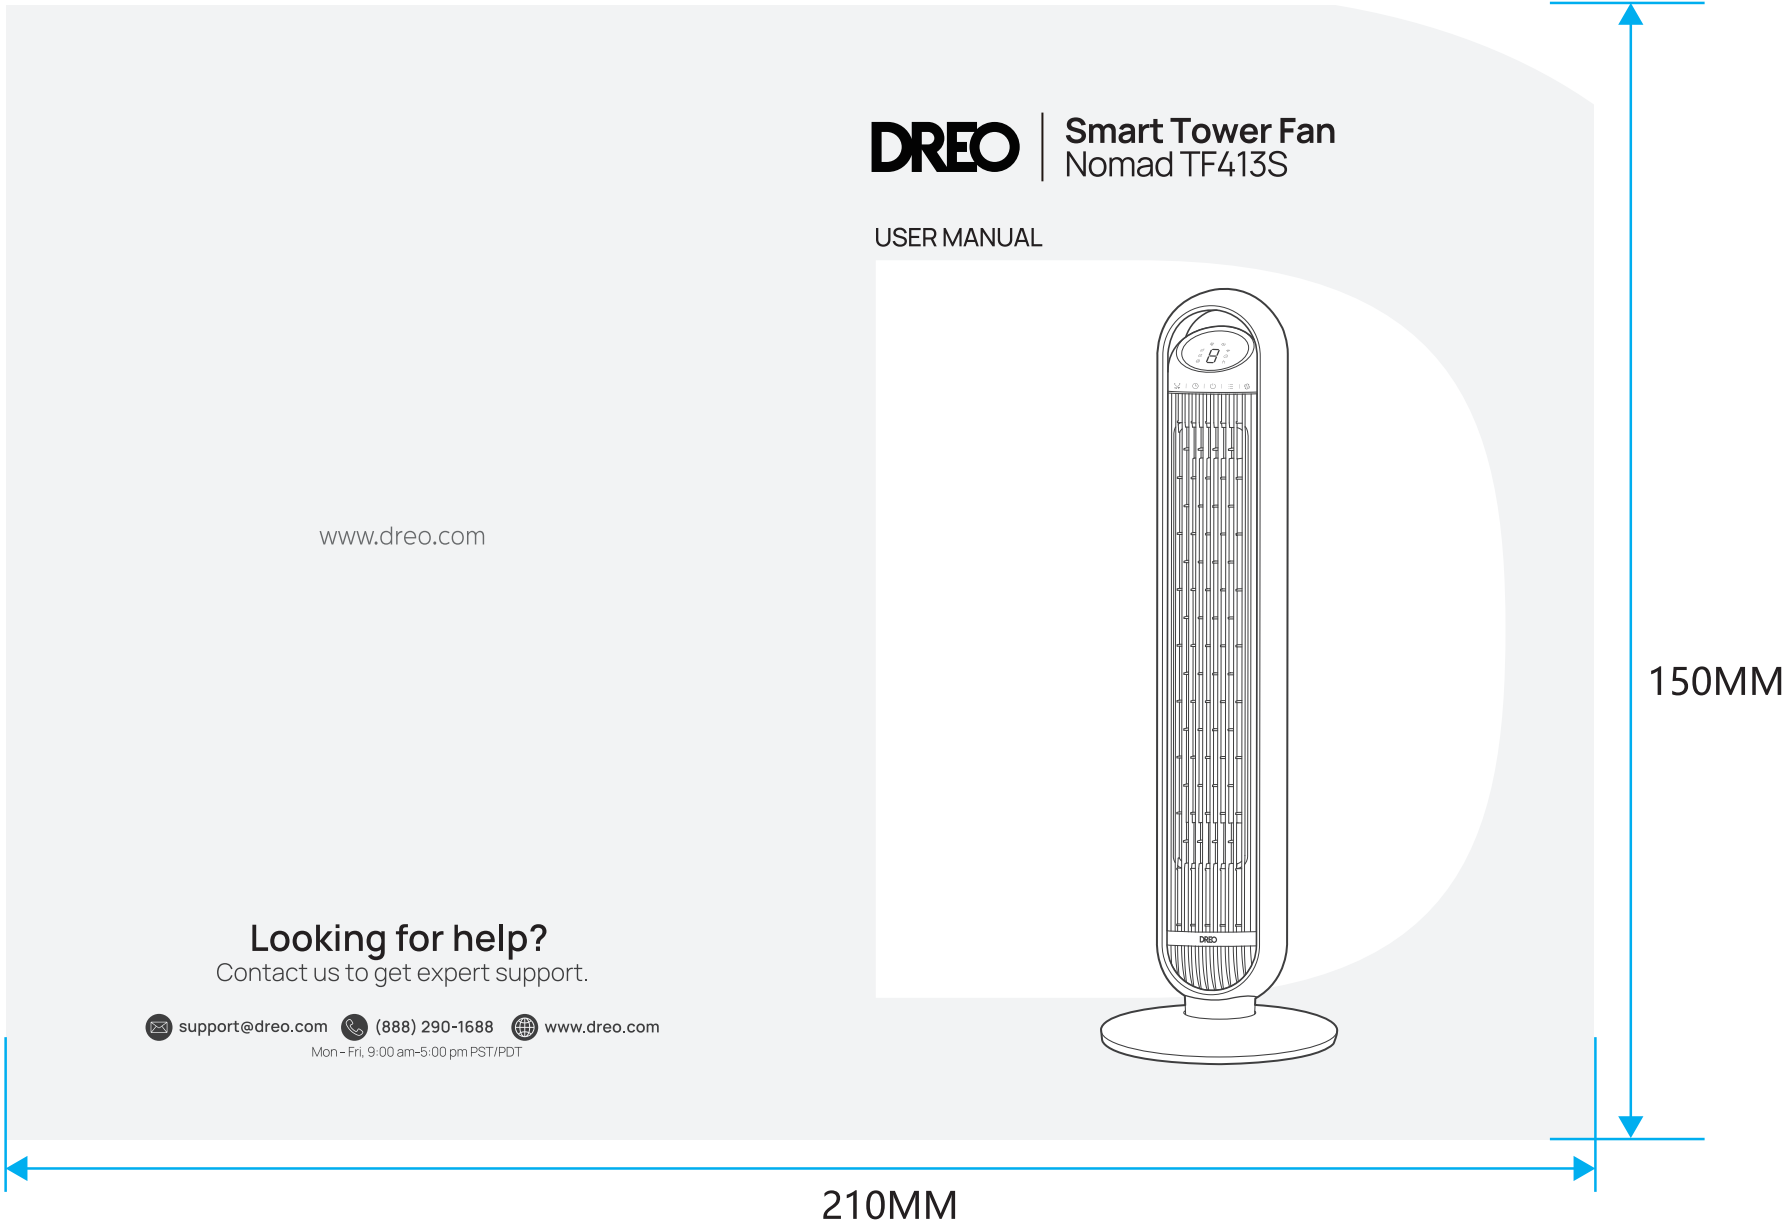 DREO
Smart Tower Fan
Nomad TF413S
USER MANUAL
8
DREO
www.dreo.com
Looking for help?
Contact us to get expert support.
support@dreo.com (888) 290-1688 www.dreo.com
Mon – Fri, 9:00 am–5:00 pm PST/PDT
150MM
210MM